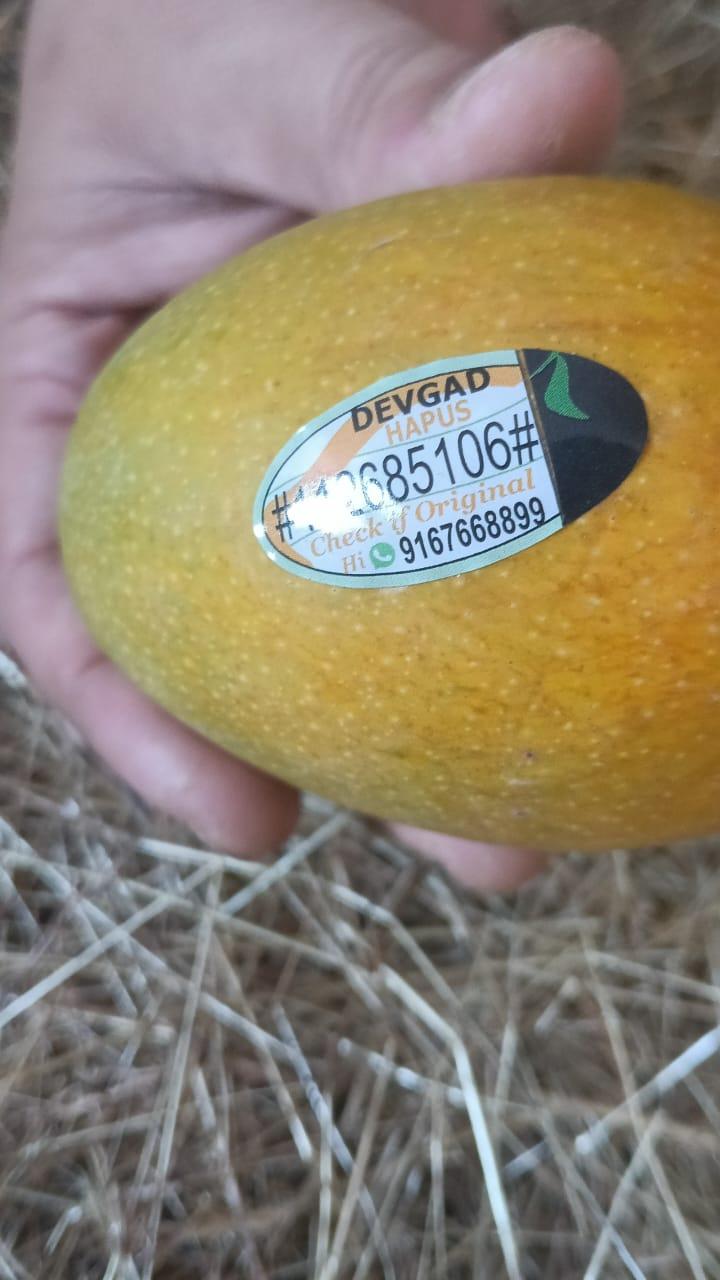 DEVGAD
HAPUS
Check if Original
Hi 9167668899